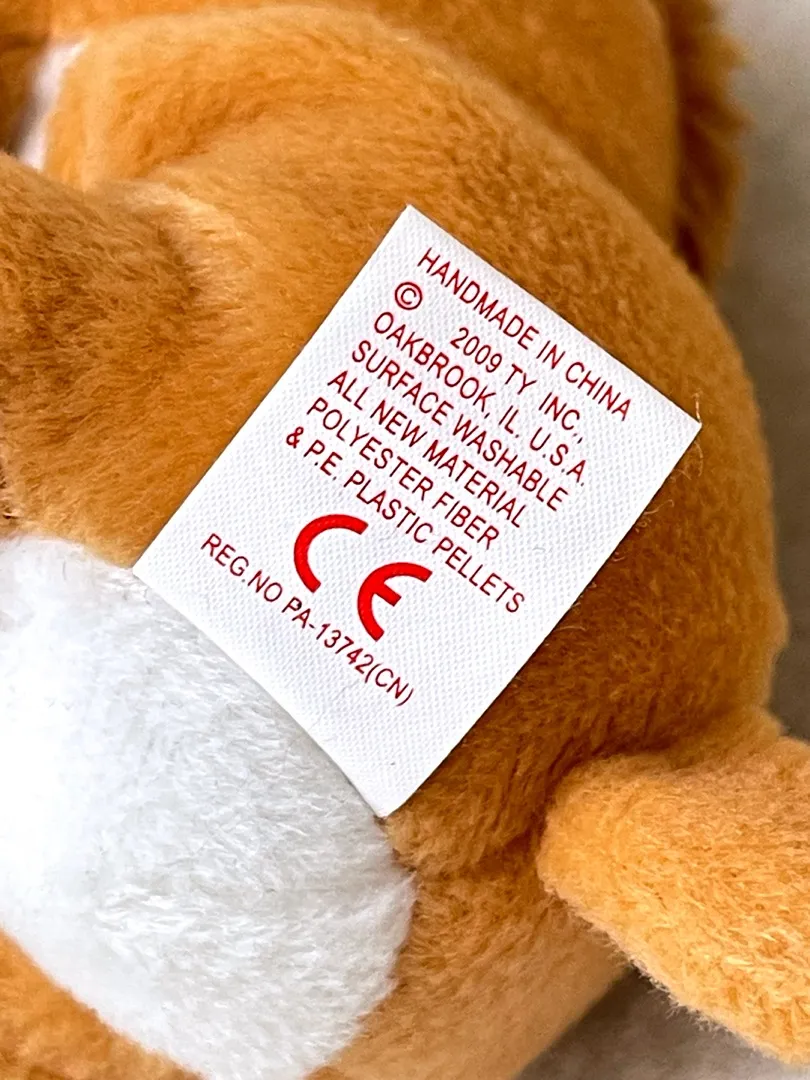 HANDMADE IN CHINA
© 2009 TY INC.,
OAKBROOK, IL. U.S.A.
SURFACE WASHABLE
ALL NEW MATERIAL
POLYESTER FIBER
& P.E. PLASTIC PELLETS
CE
REG.NO PA-13742(CN)